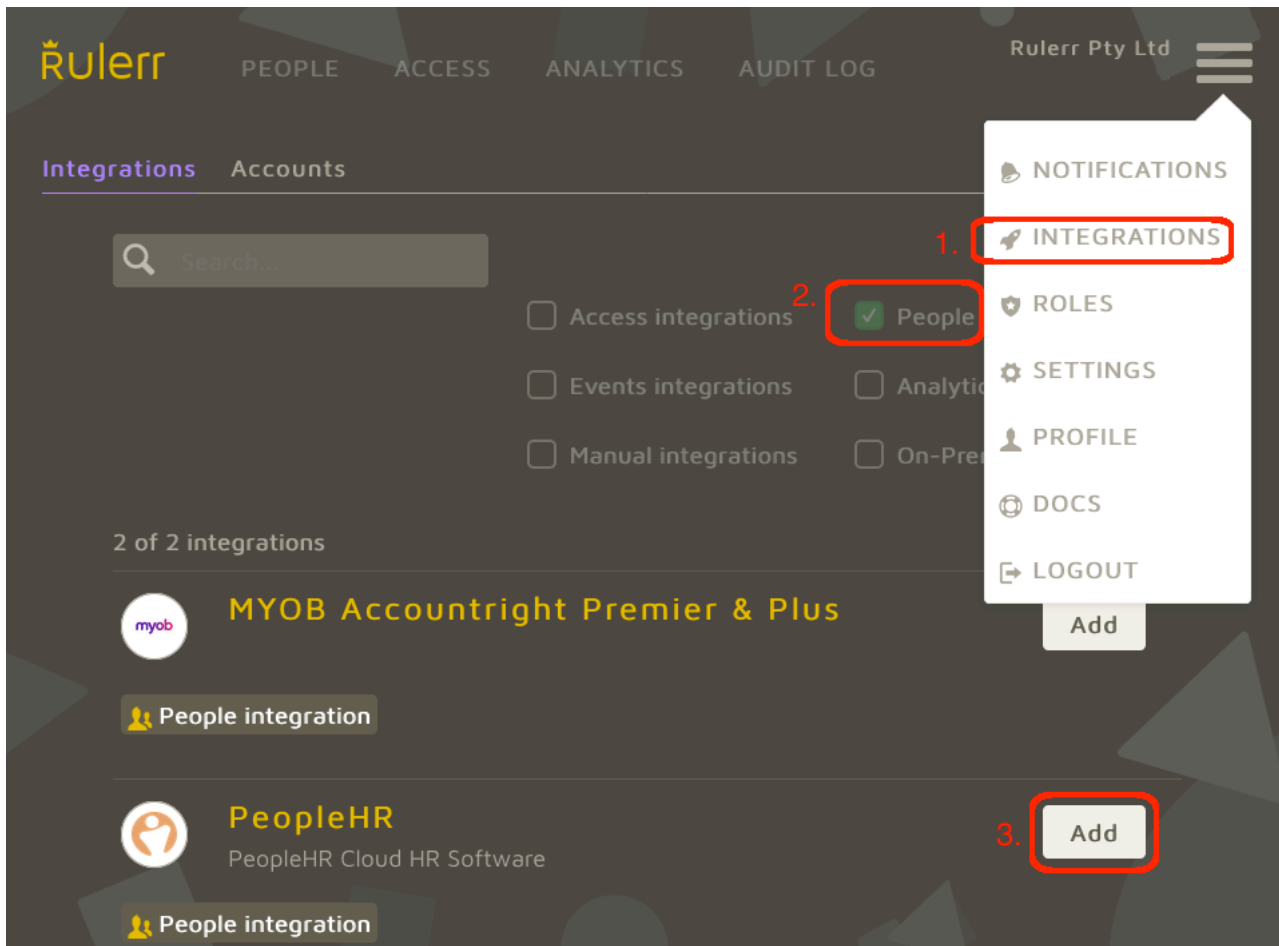 Rulerr
PEOPLE ACCESS ANALYTICS AUDIT LOG
Rulerr Pty Ltd
Integrations Accounts
NOTIFICATIONS
1. INTEGRATIONS
ROLES
SETTINGS
PROFILE
DOCS
LOGOUT
Search...
Access integrations
2. People
Events integrations
Manual integrations
2 of 2 integrations
myob
MYOB Accountright Premier & Plus
Add
People integration
PeopleHR
PeopleHR Cloud HR Software
3. Add
People integration